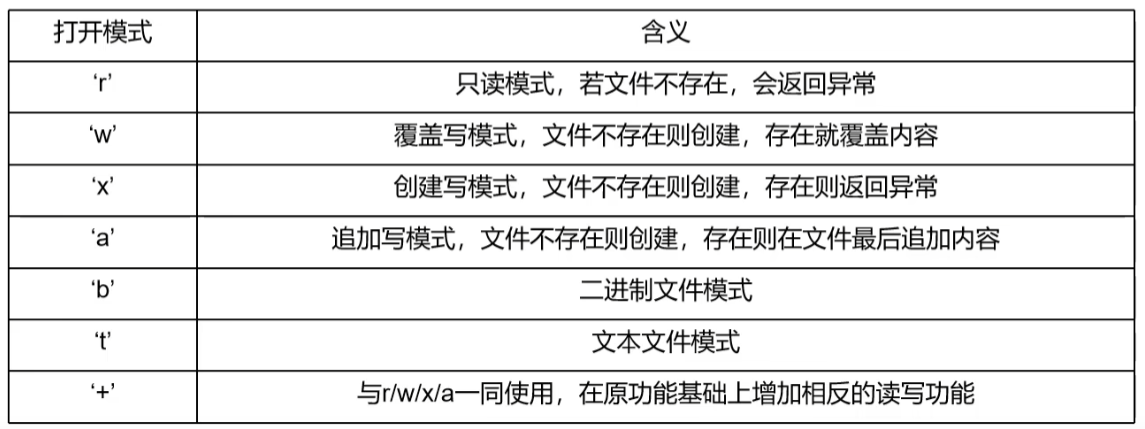 打开模式 含义
‘r’ 只读模式，若文件不存在，会返回异常
‘w’ 覆盖写模式，文件不存在则创建，存在就覆盖内容
‘x’ 创建写模式，文件不存在则创建，存在则返回异常
‘a’ 追加写模式，文件不存在则创建，存在则在文件最后追加内容
‘b’ 二进制文件模式
‘t’ 文本文件模式
‘+’ 与r/w/x/a一同使用，在原功能基础上增加相反的读写功能